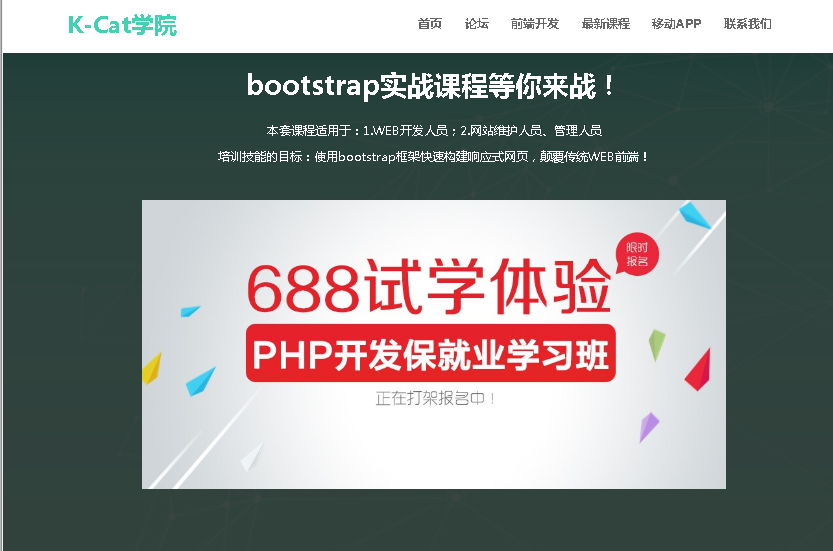 K-Cat学院
首页 论坛 前端开发 最新课程 移动APP 联系我们
bootstrap实战课程等你来战！
本套课程适用于：1.WEB开发人员；2.网站维护人员、管理人员
培训技能的目标：使用bootstrap框架快速构建响应式网页，颠覆传统WEB前端！
限时
报名
688试学体验
PHP开发保就业学习班
正在打架报名中！